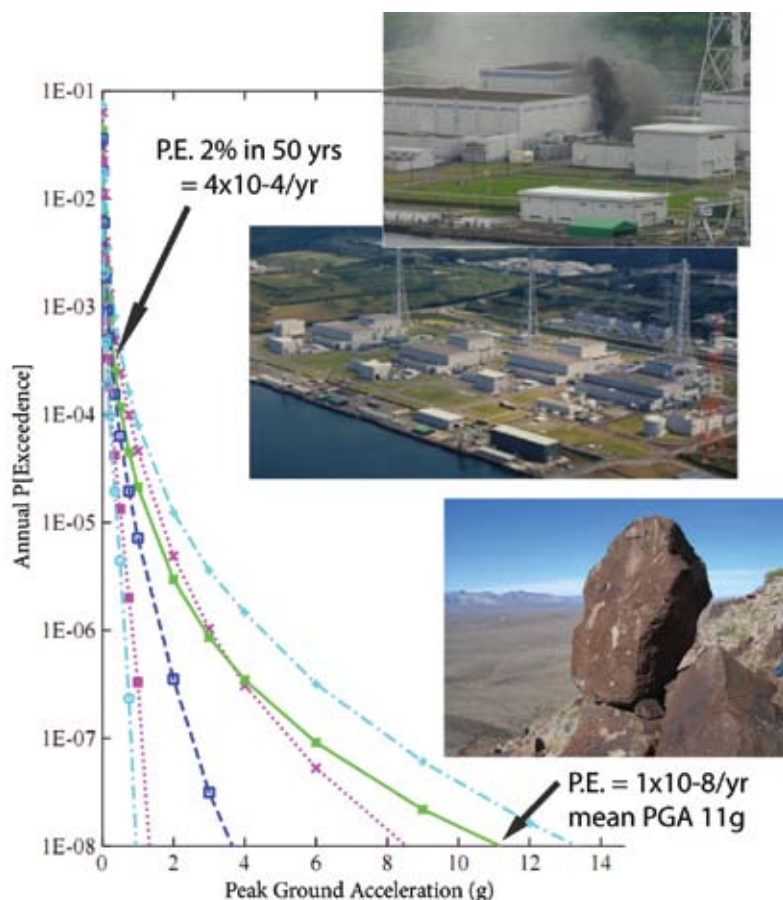 1E-01
P.E. 2% in 50 yrs
= 4x10-4/yr
1E-02
1E-03
1E-04
1E-05
1E-06
1E-07
1E-08
Annual P[Exceedence]
P.E. = 1x10-8/yr
mean PGA 11g
0 2 4 6 8 10 12 14
Peak Ground Acceleration (g)